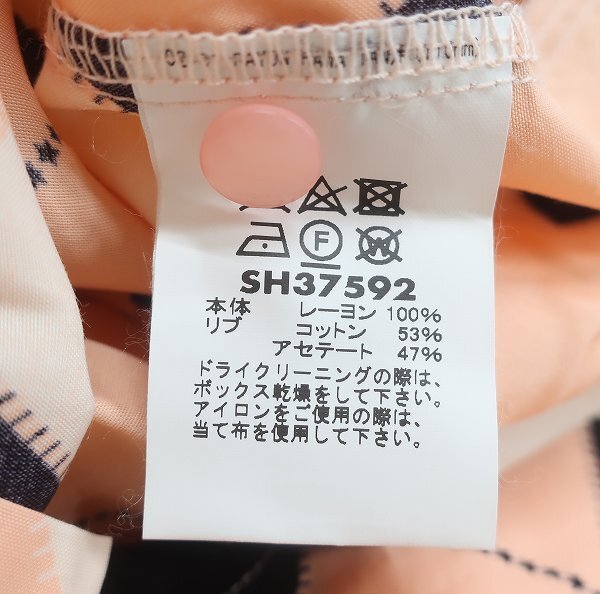 F
W
SH37592
本体 レーヨン 100%
リブ コットン 53%
アセテート 47%
ドライクリーニングの際は、
ボックス乾燥をして下さい。
アイロンをご使用の際は、
当て布を使用して下さい。